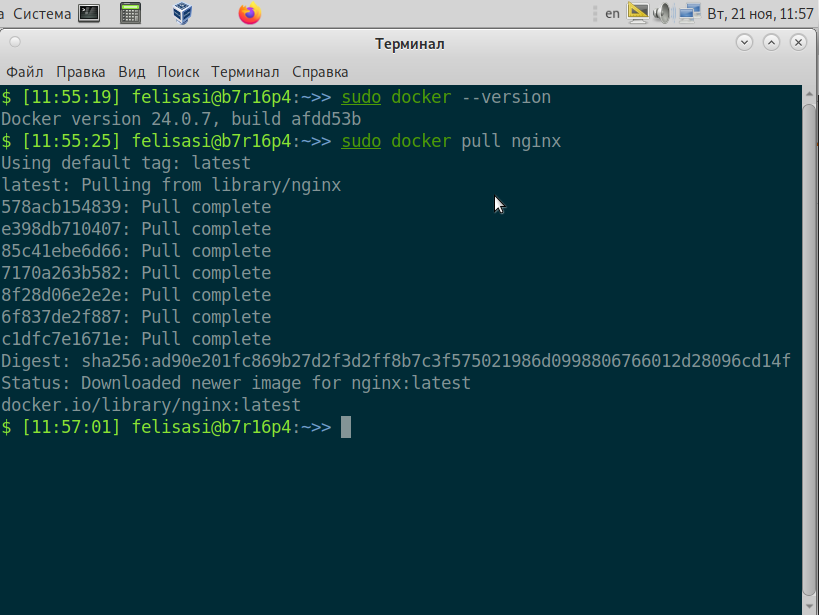 а Система en Вт, 21 ноя, 11:57
Терминал
Файл Правка Вид Поиск Терминал Справка
$ [11:55:19] felisasi@b7r16p4:~>> sudo docker --version
Docker version 24.0.7, build afdd53b
$ [11:55:25] felisasi@b7r16p4:~>> sudo docker pull nginx
Using default tag: latest
latest: Pulling from library/nginx
578acb154839: Pull complete
e398db710407: Pull complete
85c41ebe6d66: Pull complete
7170a263b582: Pull complete
8f28d06e2e2e: Pull complete
6f837de2f887: Pull complete
c1dfc7e1671e: Pull complete
Digest: sha256:ad90e201fc869b27d2f3d2ff8b7c3f575021986d0998806766012d28096cd14f
Status: Downloaded newer image for nginx:latest
docker.io/library/nginx:latest
$ [11:57:01] felisasi@b7r16p4:~>>